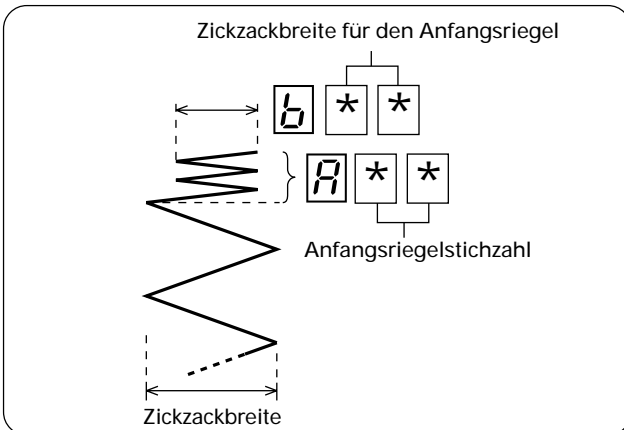 Zickzackbreite für den Anfangsriegel
b * *
A * *
Anfangsriegelstichzahl
Zickzackbreite